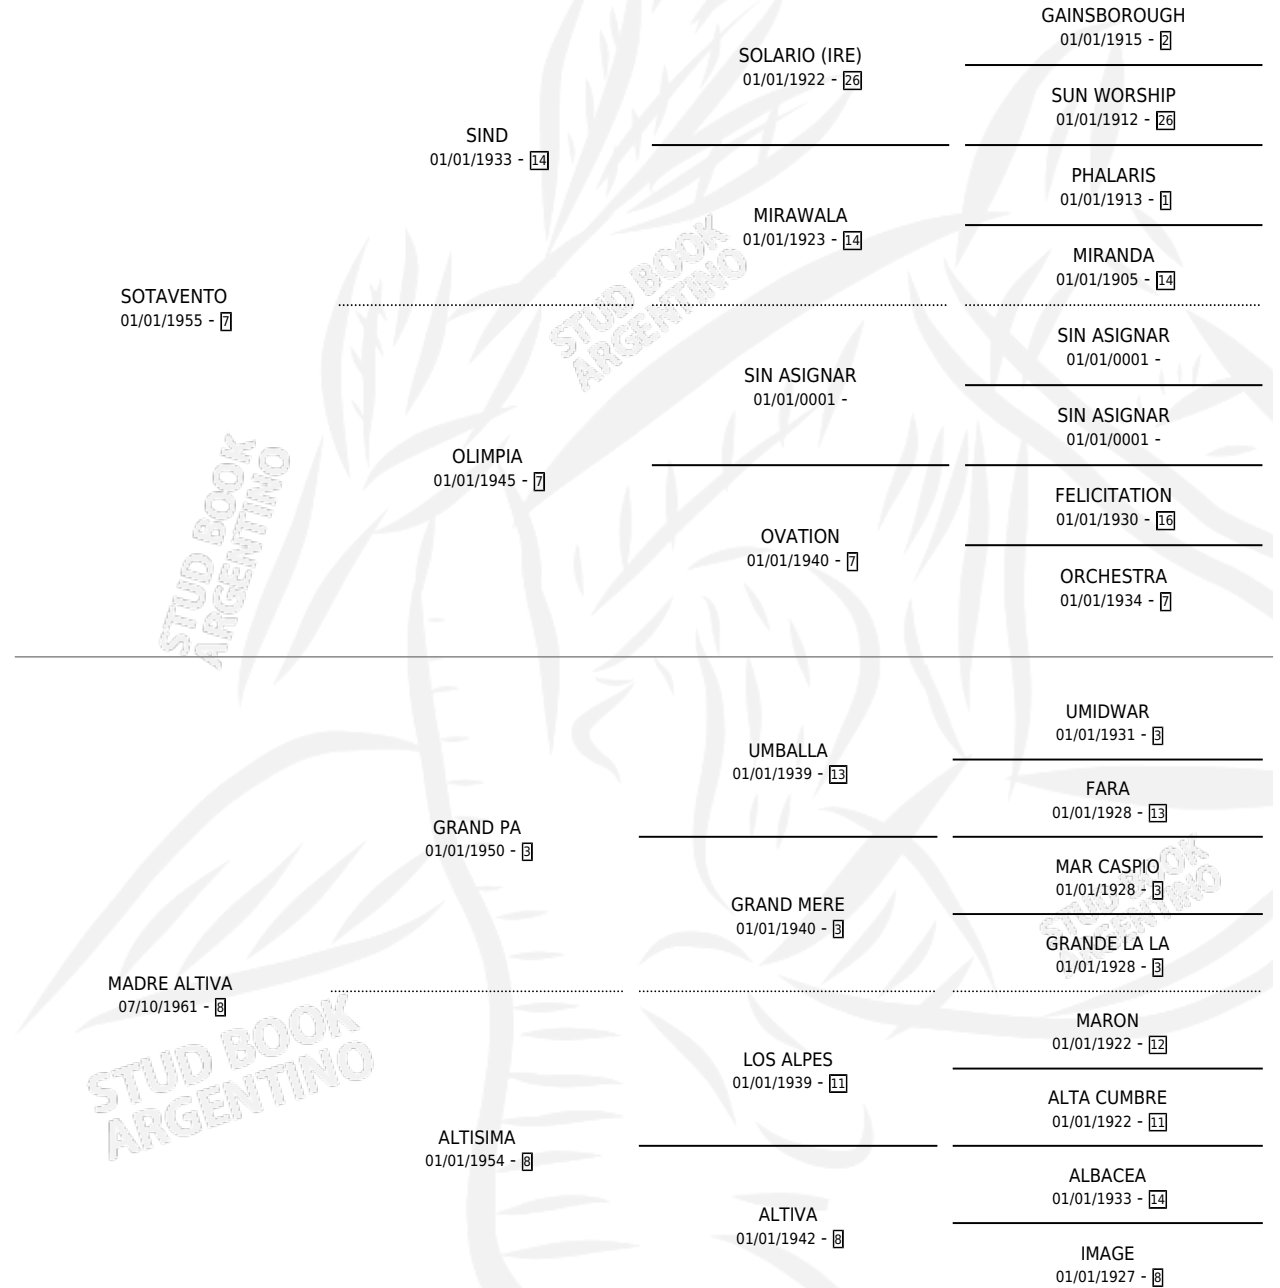 GAINSBOROUGH
01/01/1915 - 2
SOLARIO (IRE)
01/01/1922 - 26
SUN WORSHIP
01/01/1912 - 26
SIND
01/01/1933 - 14
PHALARIS
01/01/1913 - 1
MIRAWALA
01/01/1923 - 14
MIRANDA
01/01/1905 - 14
SOTAVENTO
01/01/1955 - 7
SIN ASIGNAR
01/01/0001 -
SIN ASIGNAR
01/01/0001 -
SIN ASIGNAR
01/01/0001 -
OLIMPIA
01/01/1945 - 7
FELICITATION
01/01/1930 - 16
OVATION
01/01/1940 - 7
ORCHESTRA
01/01/1934 - 7
UMIDWAR
01/01/1931 - 3
UMBALLA
01/01/1939 - 13
FARA
01/01/1928 - 13
GRAND PA
01/01/1950 - 3
MAR CASPIO
01/01/1928 - 3
GRAND MERE
01/01/1940 - 3
GRANDE LA LA
01/01/1928 - 3
MADRE ALTIVA
07/10/1961 - 8
MARON
01/01/1922 - 12
LOS ALPES
01/01/1939 - 11
ALTA CUMBRE
01/01/1922 - 11
ALTISIMA
01/01/1954 - 8
ALBACEA
01/01/1933 - 14
ALTIVA
01/01/1942 - 8
IMAGE
01/01/1927 - 8
STUD BOOK
ARGENTINO
STUD BOOK
ARGENTINO
STUD BOOK
ARGENTINO
STUD BOOK
ARGENTINO